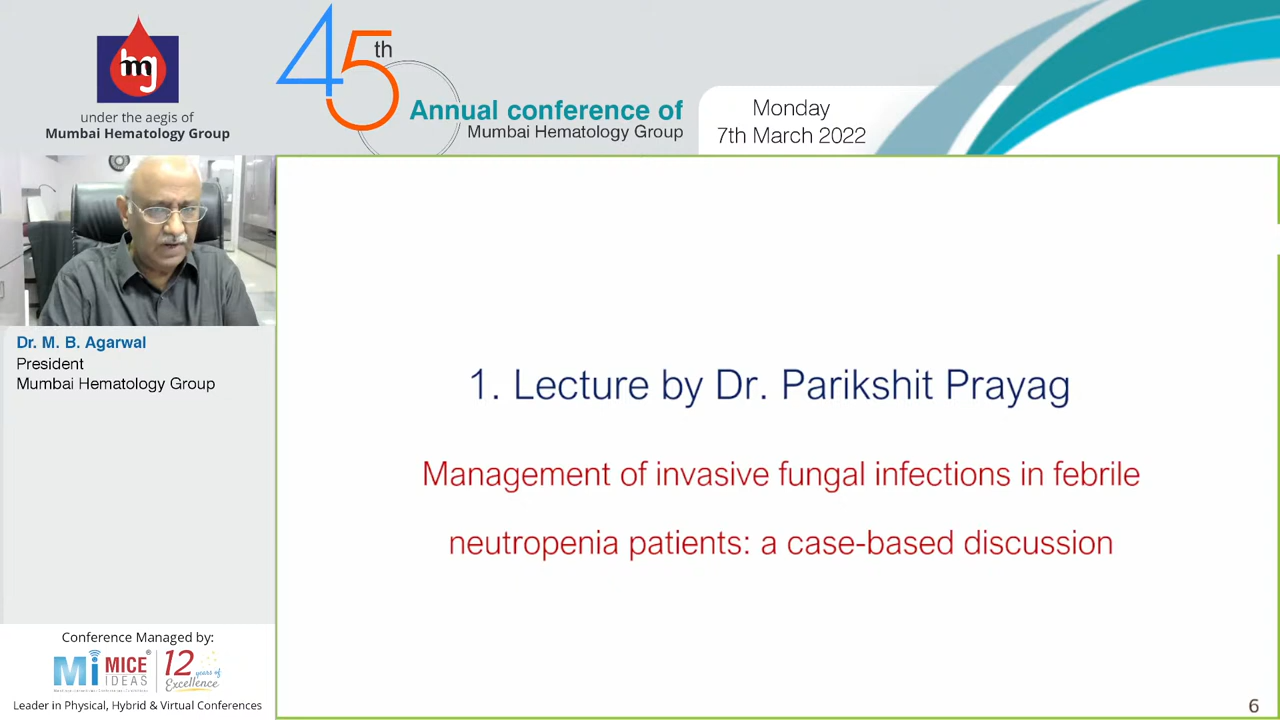 hg
under the aegis of
Mumbai Hematology Group
45th
Annual conference of
Mumbai Hematology Group
Monday
7th March 2022
Dr. M. B. Agarwal
President
Mumbai Hematology Group
1. Lecture by Dr. Parikshit Prayag
Management of invasive fungal infections in febrile
neutropenia patients: a case-based discussion
Conference Managed by:
Mi MICE IDEAS
12 years of Excellence
Leader in Physical, Hybrid & Virtual Conferences
6